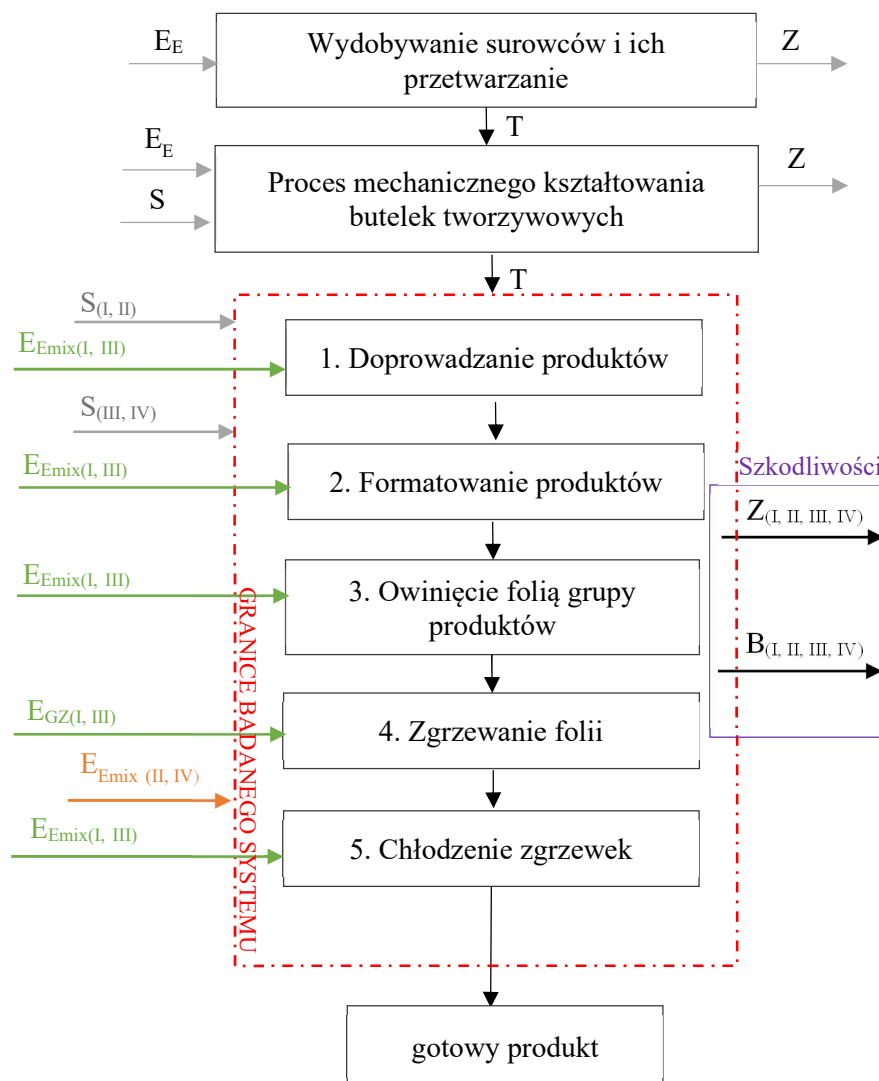 E_E
Wydobywanie surowców i ich
przetwarzanie
Z
T
E_E
S
Proces mechanicznego kształtowania
butelek tworzywowych
Z
T
S_(I, II)
E_Emix(I, III)
1. Doprowadzanie produktów
S_(III, IV)
E_Emix(I, III)
2. Formatowanie produktów
Szkodliwości
Z_(I, II, III, IV)
E_Emix(I, III)
3. Owinięcie folią grupy
produktów
B_(I, II, III, IV)
GRANICE BADANEGO SYSTEMU
E_GZ(I, III)
4. Zgrzewanie folii
E_Emix (II, IV)
E_Emix(I, III)
5. Chłodzenie zgrzewek
gotowy produkt